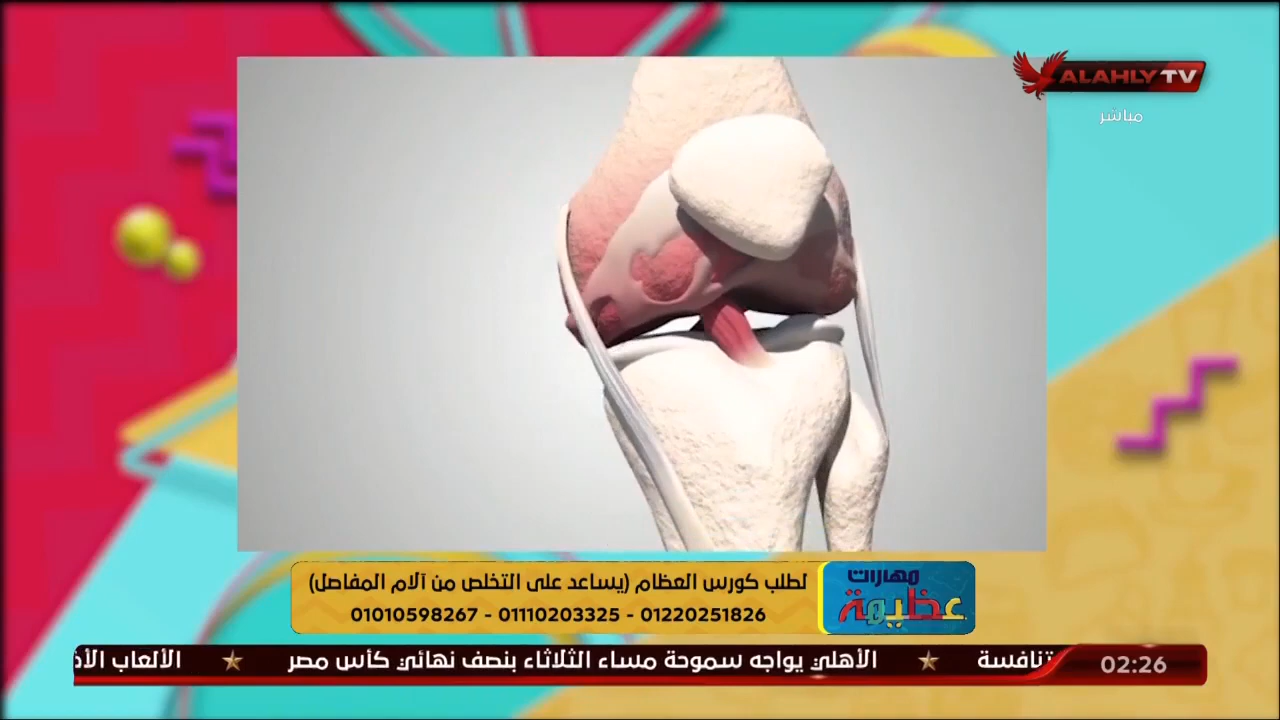 ALAHLY TV
مباشر
لطلب كورس العظام (يساعد على التخلص من آلام المفاصل)
01010598267 - 01110203325 - 01220251826
مهارات
عظيمة
02:26
الأهلي يواجه سموحة مساء الثلاثاء بنصف نهائي كأس مصر ★ الألعاب